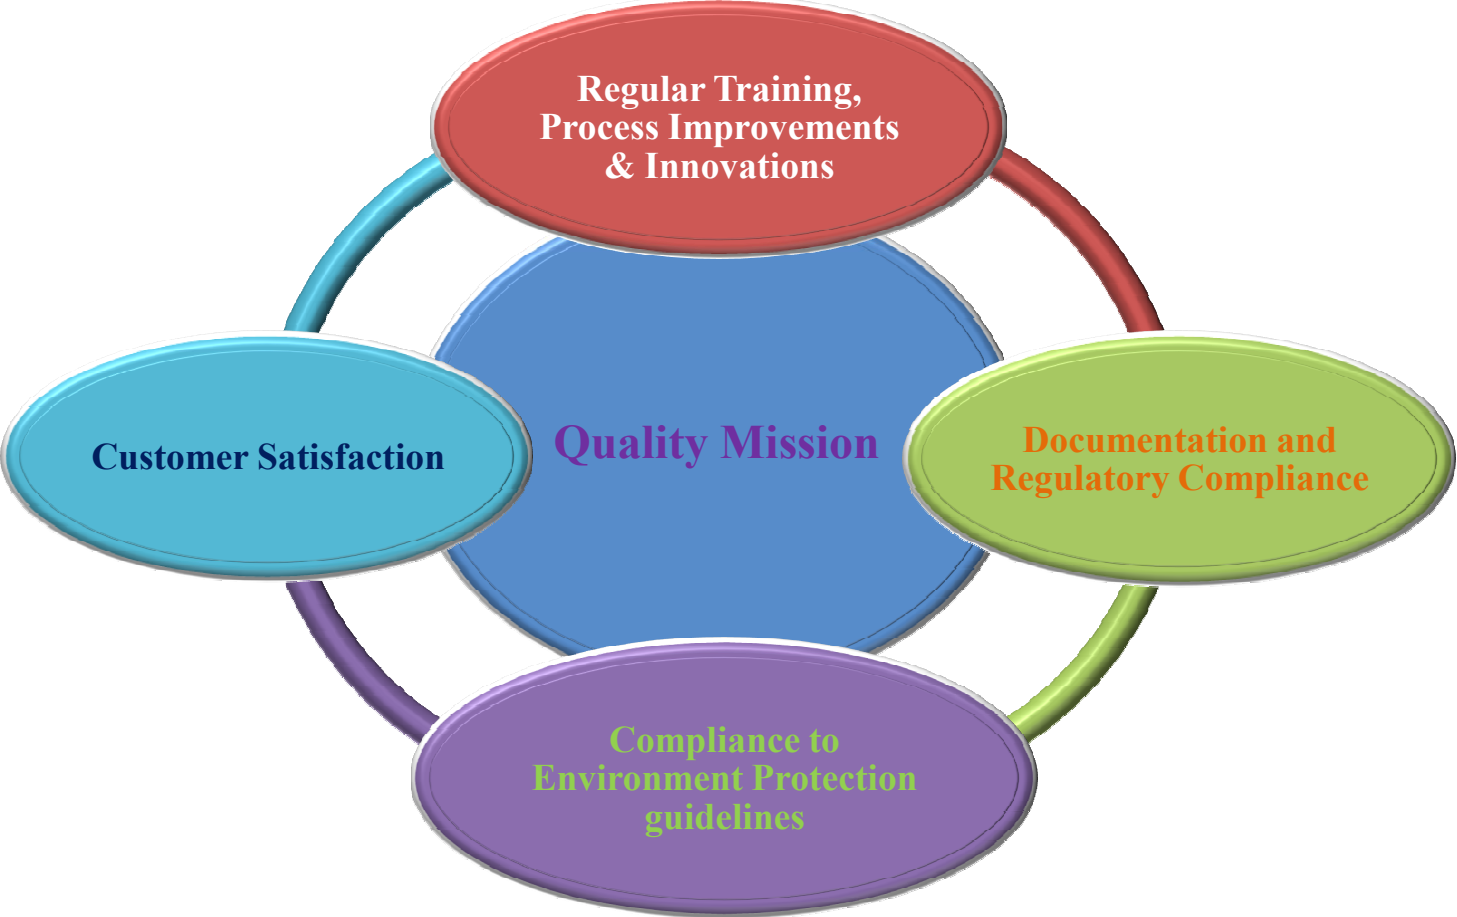 Regular Training,
Process Improvements
& Innovations
Customer Satisfaction
Quality Mission
Documentation and
Regulatory Compliance
Compliance to
Environment Protection
guidelines